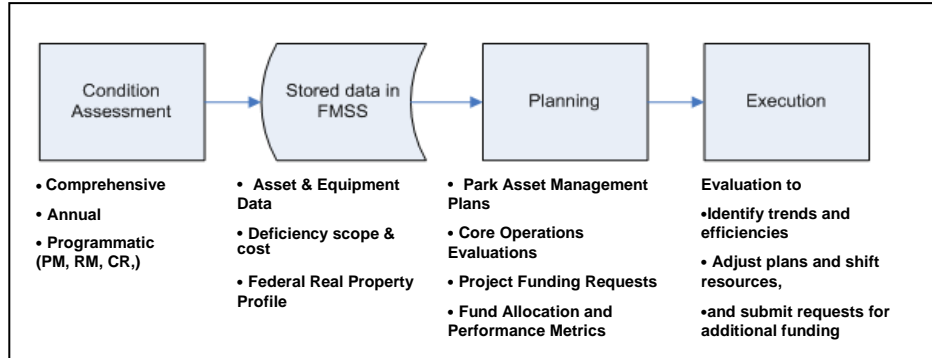 Condition
Assessment
Stored data in
FMSS
Planning
Execution
• Comprehensive
• Annual
• Programmatic
(PM, RM, CR,)
• Asset & Equipment
Data
• Deficiency scope &
cost
• Federal Real Property
Profile
• Park Asset Management
Plans
• Core Operations
Evaluations
• Project Funding Requests
• Fund Allocation and
Performance Metrics
Evaluation to
•Identify trends and
efficiencies
• Adjust plans and shift
resources,
•and submit requests for
additional funding